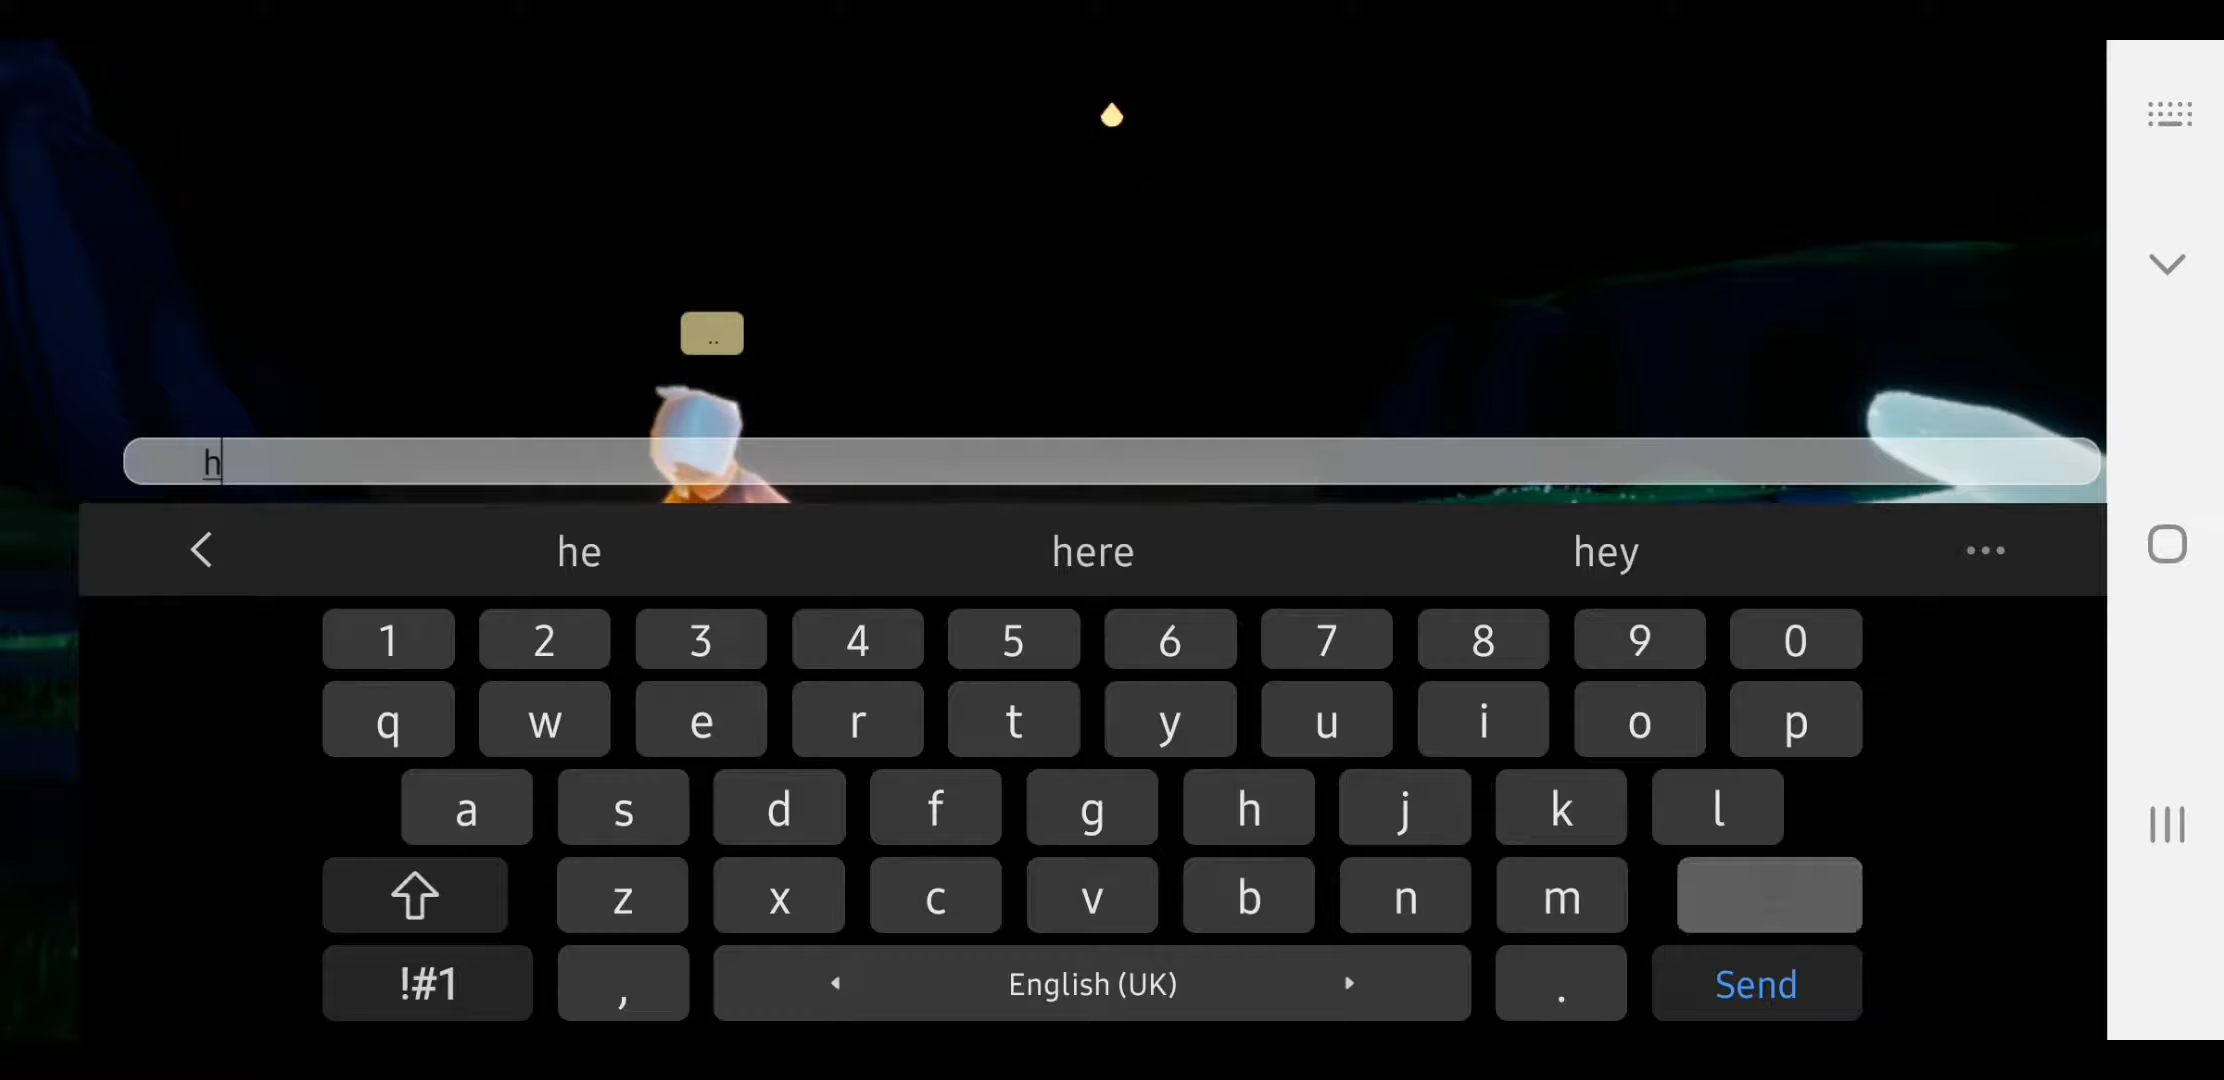 ..
h
he here hey
1 2 3 4 5 6 7 8 9 0
q w e r t y u i o p
a s d f g h j k l
z x c v b n m
!#1 , English (UK) . Send